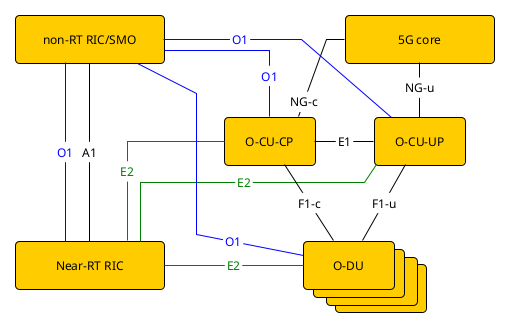 non-RT RIC/SMO
O1
5G core
O1
NG-u
NG-c
O-CU-CP
E1
O-CU-UP
O1
A1
E2
E2
F1-c
F1-u
O1
Near-RT RIC
E2
O-DU